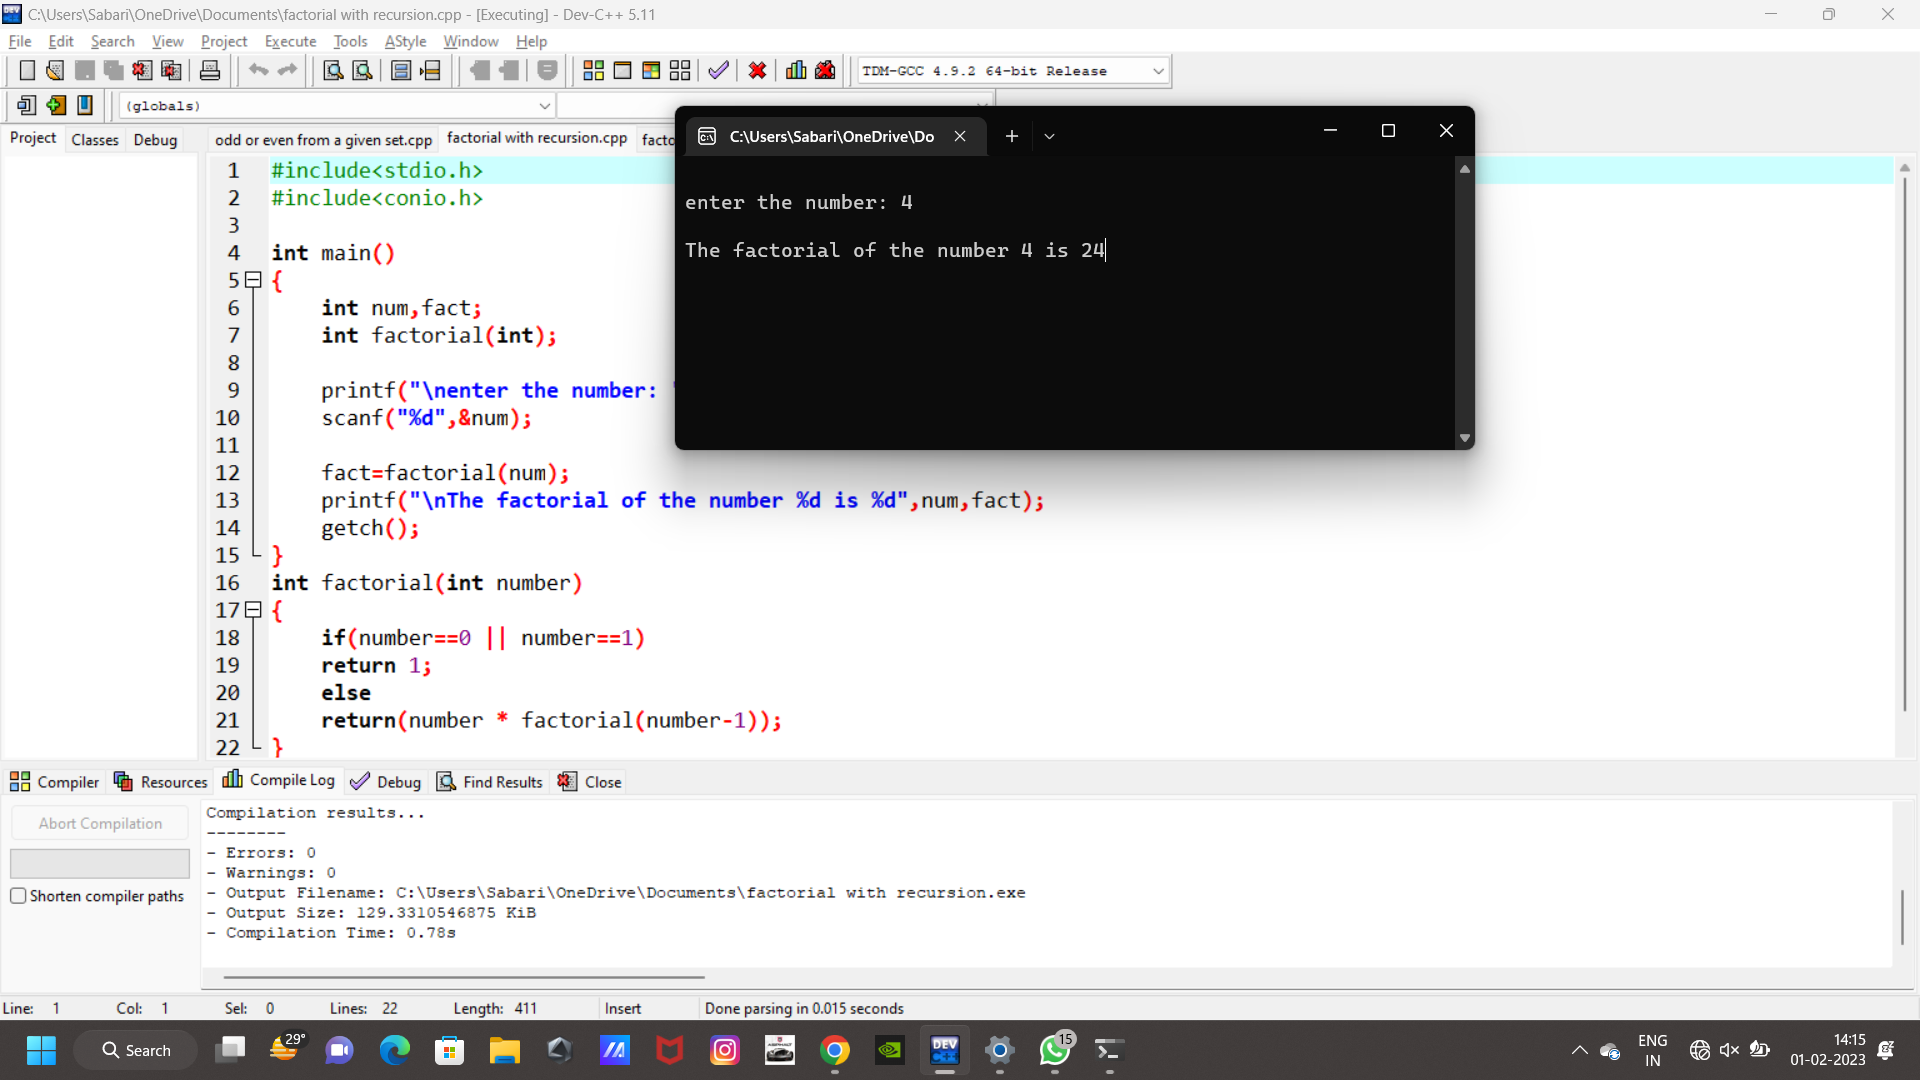 C:\Users\Sabari\OneDrive\Documents\factorial with recursion.cpp - [Executing] - Dev-C++ 5.11
File Edit Search View Project Execute Tools AStyle Window Help
TDM-GCC 4.9.2 64-bit Release
(globals)
Project Classes Debug
odd or even from a given set.cpp factorial with recursion.cpp facto
1 #include<stdio.h>
2 #include<conio.h>
3
4 int main()
5 {
6 int num,fact;
7 int factorial(int);
8
9 printf("\nenter the number:
10 scanf("%d",&num);
11
12 fact=factorial(num);
13 printf("\nThe factorial of the number %d is %d",num,fact);
14 getch();
15 }
16 int factorial(int number)
17 {
18 if(number==0 || number==1)
19 return 1;
20 else
21 return(number * factorial(number-1));
22 }
C:\Users\Sabari\OneDrive\Do
enter the number: 4
The factorial of the number 4 is 24
Compiler Resources Compile Log Debug Find Results Close
Abort Compilation
Shorten compiler paths
Compilation results...
--------
- Errors: 0
- Warnings: 0
- Output Filename: C:\Users\Sabari\OneDrive\Documents\factorial with recursion.exe
- Output Size: 129.3310546875 KiB
- Compilation Time: 0.78s
Line: 1 Col: 1 Sel: 0 Lines: 22 Length: 411 Insert Done parsing in 0.015 seconds
Search
29°
DEV
15
ENG
IN
14:15
01-02-2023